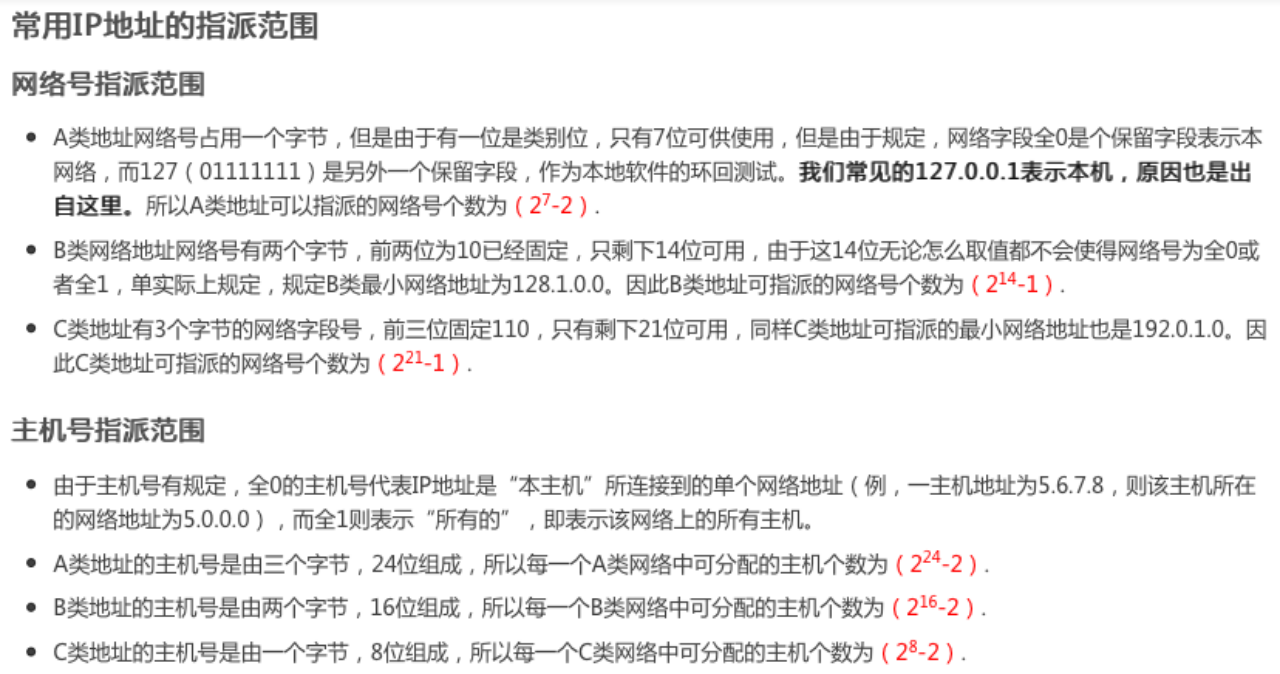 常用IP地址的指派范围
网络号指派范围
A类地址网络号占用一个字节，但是由于有一位是类别位，只有7位可供使用，但是由于规定，网络字段全0是个保留字段表示本
网络，而127（01111111）是另外一个保留字段，作为本地软件的环回测试。我们常见的127.0.0.1表示本机，原因也是出
自这里。所以A类地址可以指派的网络号个数为（2⁷-2）.
B类网络地址网络号有两个字节，前两位为10已经固定，只剩下14位可用，由于这14位无论怎么取值都不会使得网络号为全0或
者全1，单实际上规定，规定B类最小网络地址为128.1.0.0。因此B类地址可指派的网络号个数为（2¹⁴-1）.
C类地址有3个字节的网络字段号，前三位固定110，只有剩下21位可用，同样C类地址可指派的最小网络地址也是192.0.1.0。因
此C类地址可指派的网络号个数为（2²¹-1）.
主机号指派范围
由于主机号有规定，全0的主机号代表IP地址是“本主机”所连接到的单个网络地址（例，一主机地址为5.6.7.8，则该主机所在
的网络地址为5.0.0.0），而全1则表示“所有的”，即表示该网络上的所有主机。
A类地址的主机号是由三个字节，24位组成，所以每一个A类网络中可分配的主机个数为（2²⁴-2）.
B类地址的主机号是由两个字节，16位组成，所以每一个B类网络中可分配的主机个数为（2¹⁶-2）.
C类地址的主机号是由一个字节，8位组成，所以每一个C类网络中可分配的主机个数为（2⁸-2）.